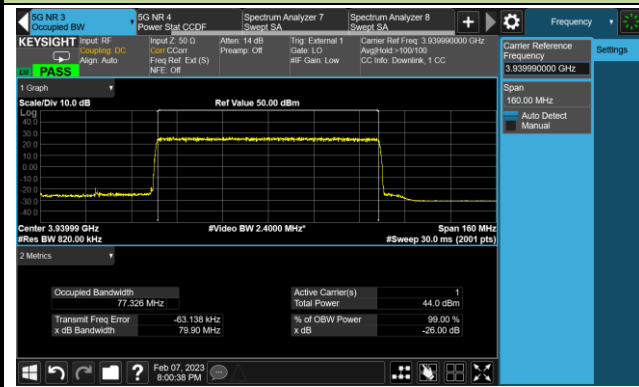 5G NR 3
Occupied BW
5G NR 4
Power Stat CCDF
Spectrum Analyzer 7
Swept SA
Spectrum Analyzer 8
Swept SA
Frequency
KEYSIGHT
Input: RF
Coupling: DC
Align: Auto
Input Z: 50 Ω
Corr CCorr
Freq Ref: Ext (S)
NFE: Off
Atten: 14 dB
Preamp: Off
Trig: External 1
Gate: LO
#IF Gain: Low
Carrier Ref Freq: 3.939990000 GHz
Avg|Hold:>100/100
CC Info: Downlink, 1 CC
PASS
Carrier Reference
Frequency
3.939990000 GHz
Settings
Span
160.00 MHz
Auto Detect
Manual
1 Graph
Scale/Div 10.0 dB
Ref Value 50.00 dBm
Log
40.0
30.0
20.0
10.0
0.00
-10.0
-20.0
-30.0
-40.0
Center 3.93999 GHz
#Video BW 2.4000 MHz*
Span 160 MHz
#Res BW 820.00 kHz
#Sweep 30.0 ms (2001 pts)
2 Metrics
Occupied Bandwidth
77.326 MHz
Active Carrier(s) 1
Total Power 44.0 dBm
Transmit Freq Error -63.138 kHz
x dB Bandwidth 79.90 MHz
% of OBW Power 99.00 %
x dB -26.00 dB
?
Feb 07, 2023
8:00:38 PM